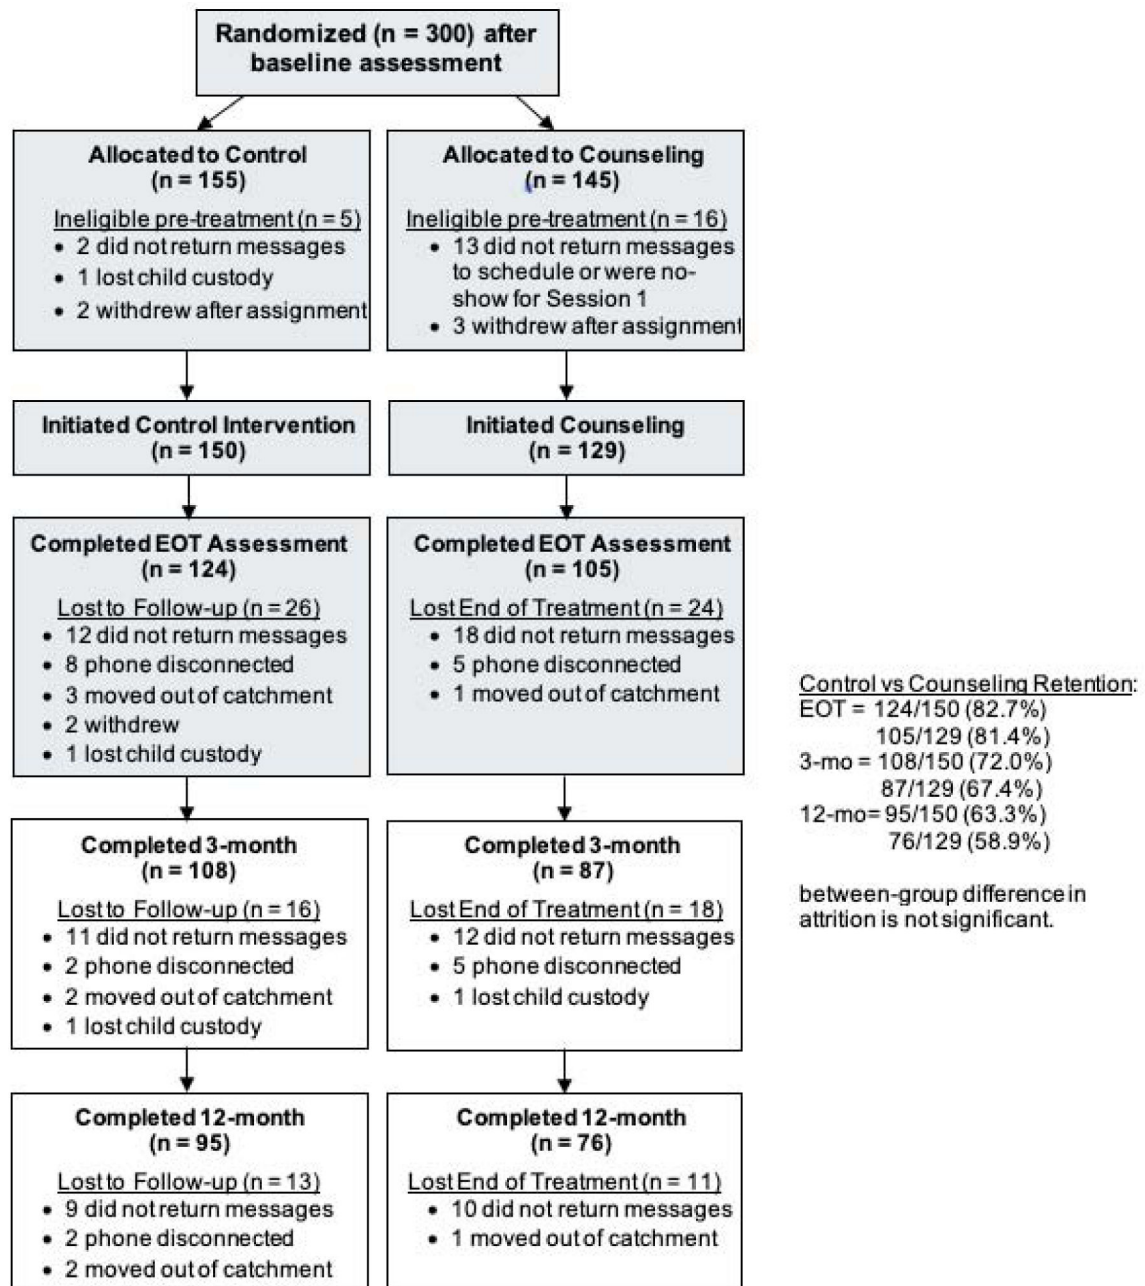 Randomized (n = 300) after
baseline assessment
Allocated to Control
(n = 155)
Ineligible pre-treatment (n = 5)
• 2 did not return messages
• 1 lost child custody
• 2 withdrew after assignment
Allocated to Counseling
(n = 145)
Ineligible pre-treatment (n = 16)
• 13 did not return messages
to schedule or were no-
show for Session 1
• 3 withdrew after assignment
Initiated Control Intervention
(n = 150)
Initiated Counseling
(n = 129)
Completed EOT Assessment
(n = 124)
Lost to Follow-up (n = 26)
• 12 did not return messages
• 8 phone disconnected
• 3 moved out of catchment
• 2 withdrew
• 1 lost child custody
Completed EOT Assessment
(n = 105)
Lost End of Treatment (n = 24)
• 18 did not return messages
• 5 phone disconnected
• 1 moved out of catchment
Control vs Counseling Retention:
EOT = 124/150 (82.7%)
105/129 (81.4%)
3-mo = 108/150 (72.0%)
87/129 (67.4%)
12-mo= 95/150 (63.3%)
76/129 (58.9%)
between-group difference in
attrition is not significant.
Completed 3-month
(n = 108)
Lost to Follow-up (n = 16)
• 11 did not return messages
• 2 phone disconnected
• 2 moved out of catchment
• 1 lost child custody
Completed 3-month
(n = 87)
Lost End of Treatment (n = 18)
• 12 did not return messages
• 5 phone disconnected
• 1 lost child custody
Completed 12-month
(n = 95)
Lost to Follow-up (n = 13)
• 9 did not return messages
• 2 phone disconnected
• 2 moved out of catchment
Completed 12-month
(n = 76)
Lost End of Treatment (n = 11)
• 10 did not return messages
• 1 moved out of catchment